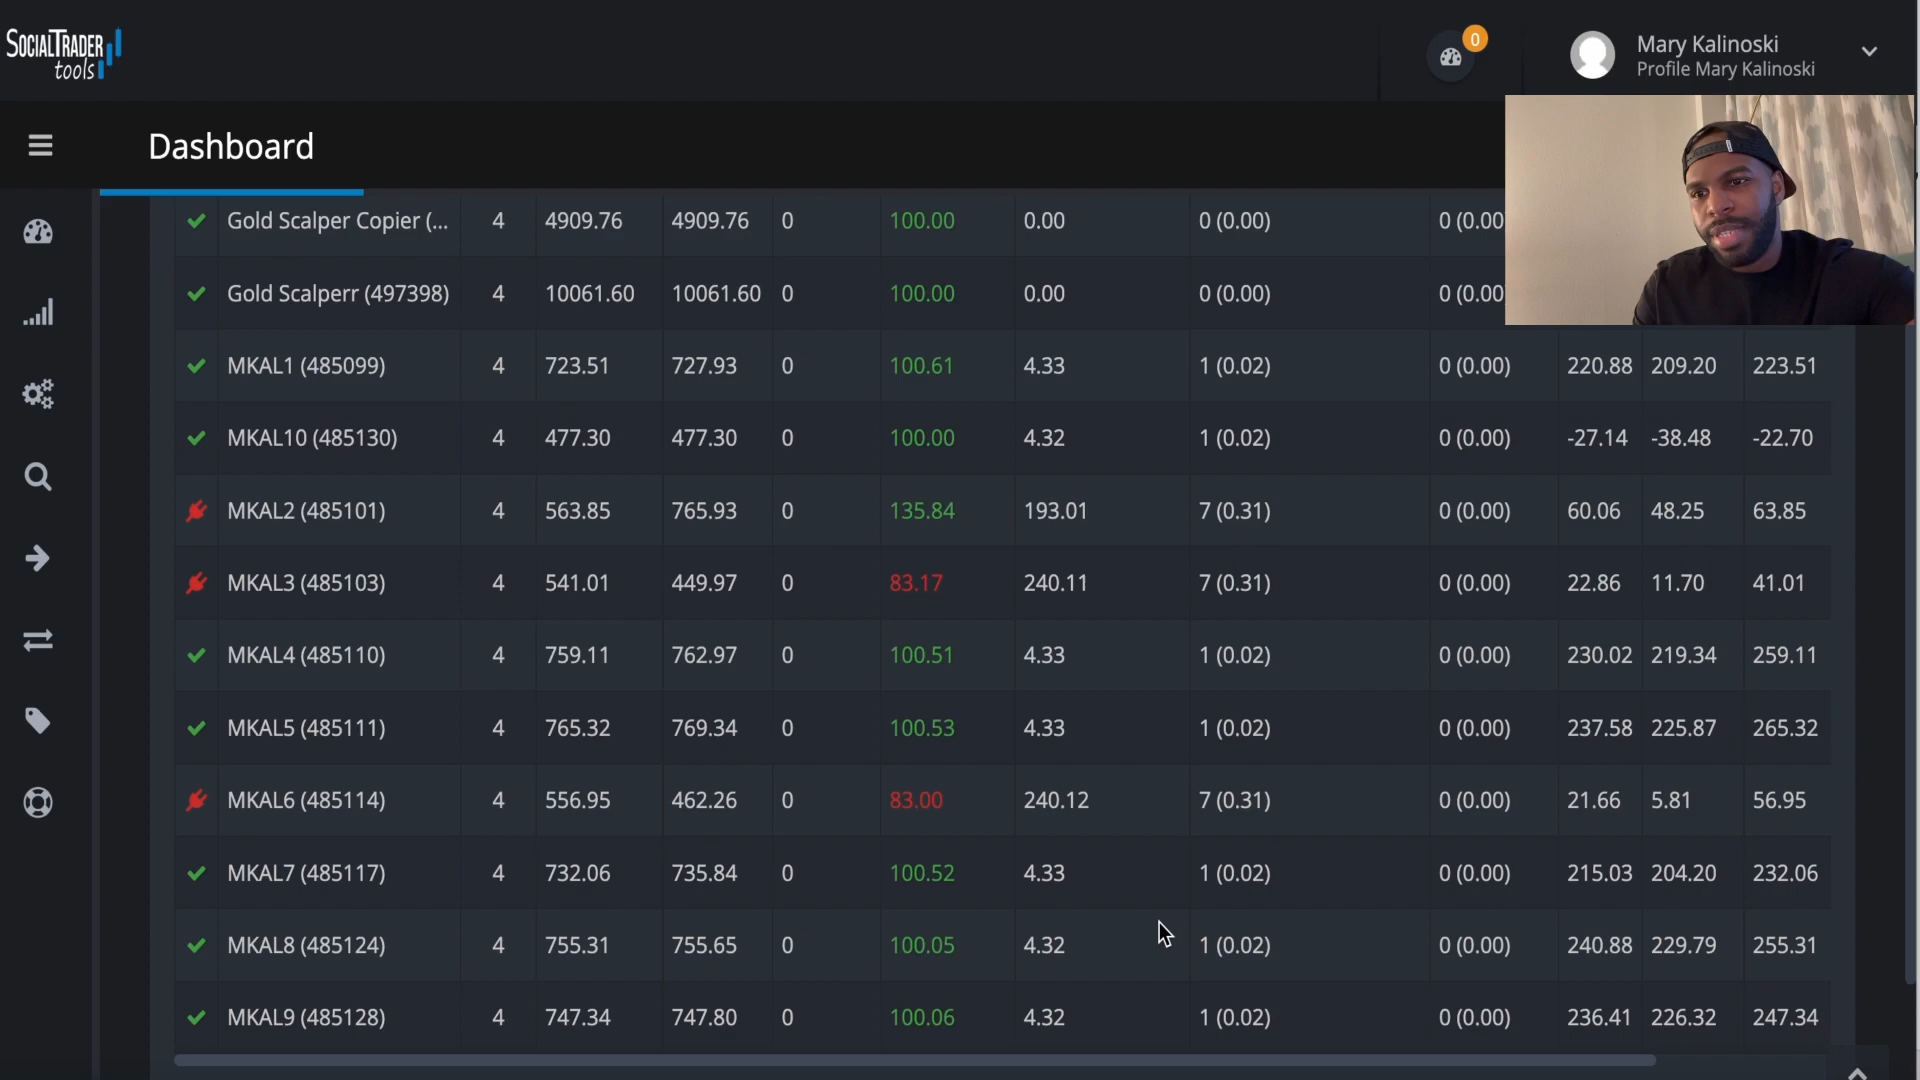 SOCIALTRADER
tools
0
Mary Kalinoski
Profile Mary Kalinoski
Dashboard
Gold Scalper Copier (... 4 4909.76 4909.76 0 100.00 0.00 0 (0.00) 0 (0.00
Gold Scalperr (497398) 4 10061.60 10061.60 0 100.00 0.00 0 (0.00) 0 (0.00
MKAL1 (485099) 4 723.51 727.93 0 100.61 4.33 1 (0.02) 0 (0.00) 220.88 209.20 223.51
MKAL10 (485130) 4 477.30 477.30 0 100.00 4.32 1 (0.02) 0 (0.00) -27.14 -38.48 -22.70
MKAL2 (485101) 4 563.85 765.93 0 135.84 193.01 7 (0.31) 0 (0.00) 60.06 48.25 63.85
MKAL3 (485103) 4 541.01 449.97 0 83.17 240.11 7 (0.31) 0 (0.00) 22.86 11.70 41.01
MKAL4 (485110) 4 759.11 762.97 0 100.51 4.33 1 (0.02) 0 (0.00) 230.02 219.34 259.11
MKAL5 (485111) 4 765.32 769.34 0 100.53 4.33 1 (0.02) 0 (0.00) 237.58 225.87 265.32
MKAL6 (485114) 4 556.95 462.26 0 83.00 240.12 7 (0.31) 0 (0.00) 21.66 5.81 56.95
MKAL7 (485117) 4 732.06 735.84 0 100.52 4.33 1 (0.02) 0 (0.00) 215.03 204.20 232.06
MKAL8 (485124) 4 755.31 755.65 0 100.05 4.32 1 (0.02) 0 (0.00) 240.88 229.79 255.31
MKAL9 (485128) 4 747.34 747.80 0 100.06 4.32 1 (0.02) 0 (0.00) 236.41 226.32 247.34